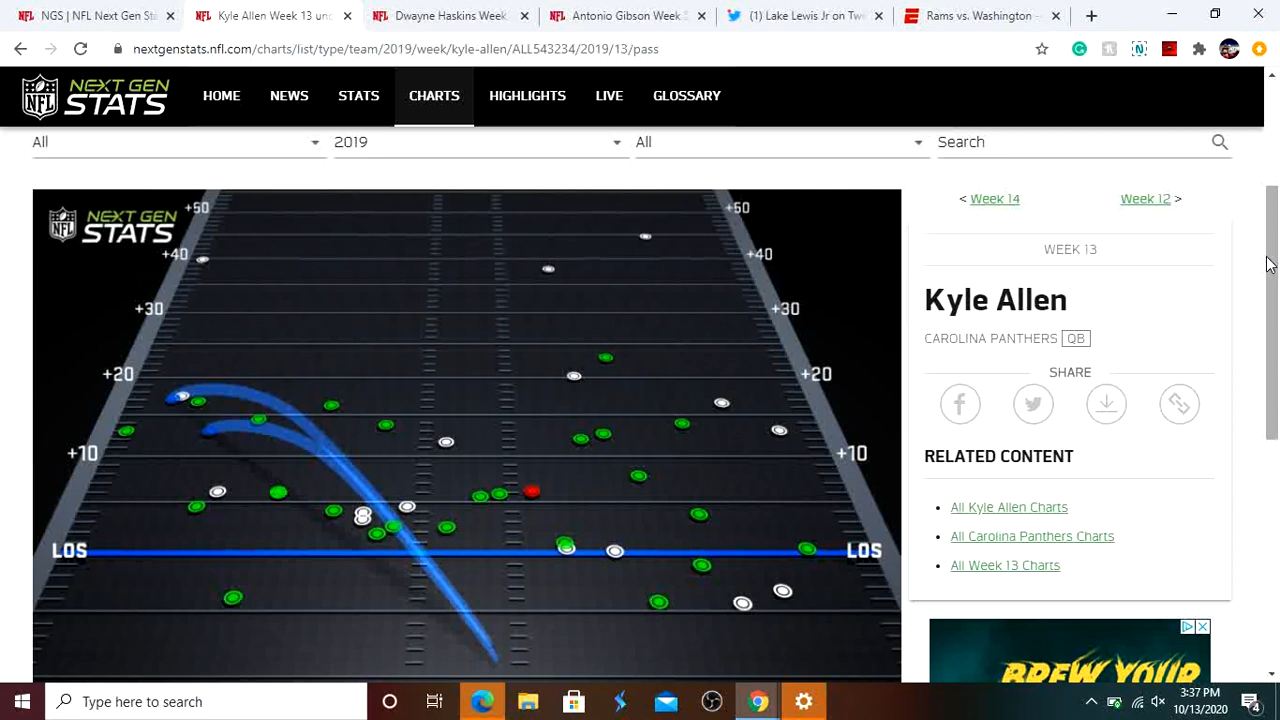 NGS | NFL Next Gen Stat
Kyle Allen Week 13 und
Dwayne Haskins Week
Antonio Gibson Week
Lake Lewis Jr on Tw
Rams vs. Washington -
nextgenstats.nfl.com/charts/list/type/team/2019/week/kyle-allen/ALL543234/2019/13/pass
NFL
NEXT GEN STATS
HOME
NEWS
STATS
CHARTS
HIGHLIGHTS
LIVE
GLOSSARY
All
2019
All
Search
NFL
NEXT GEN
STATS
+50
+50
+40
+40
+30
+30
+20
+20
+10
+10
LOS
LOS
< Week 14
Week 12 >
WEEK 13
Kyle Allen
CAROLINA PANTHERS QB
SHARE
RELATED CONTENT
All Kyle Allen Charts
All Carolina Panthers Charts
All Week 13 Charts
BREW YOUR
Type here to search
3:37 PM
10/13/2020
4